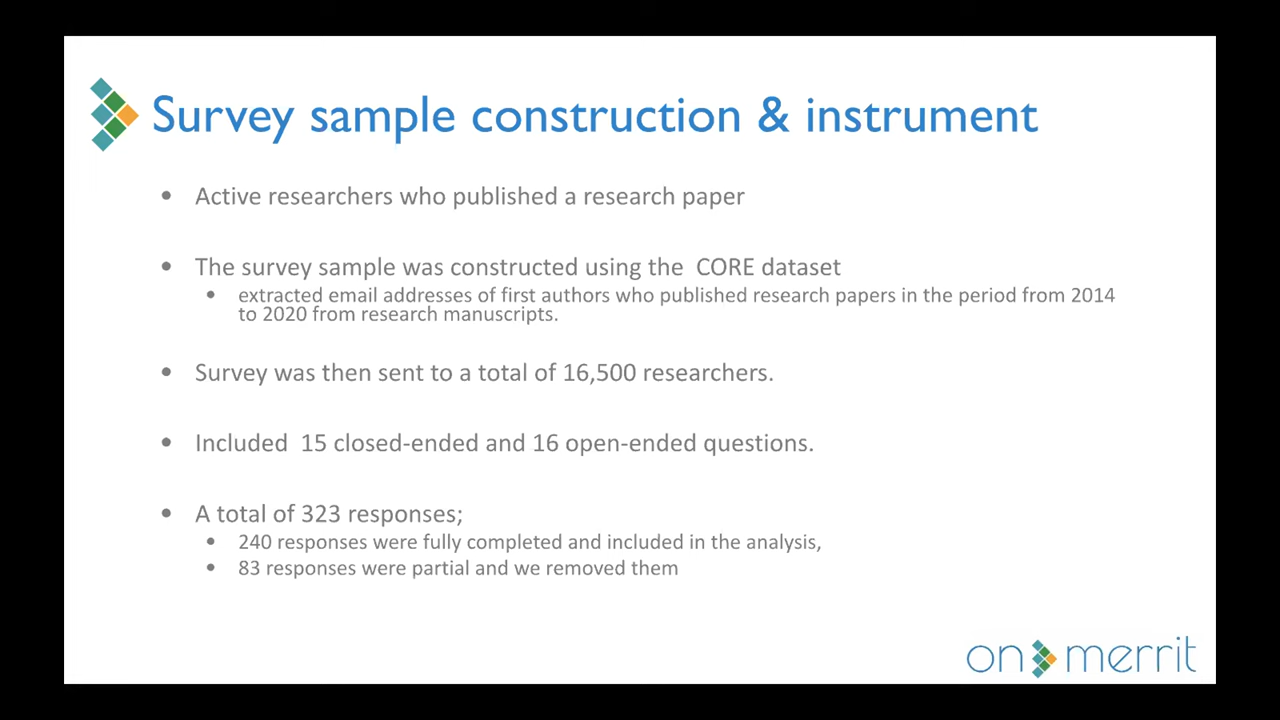 Survey sample construction & instrument
• Active researchers who published a research paper
• The survey sample was constructed using the CORE dataset
• extracted email addresses of first authors who published research papers in the period from 2014
to 2020 from research manuscripts.
• Survey was then sent to a total of 16,500 researchers.
• Included 15 closed-ended and 16 open-ended questions.
• A total of 323 responses;
• 240 responses were fully completed and included in the analysis,
• 83 responses were partial and we removed them
on merrit